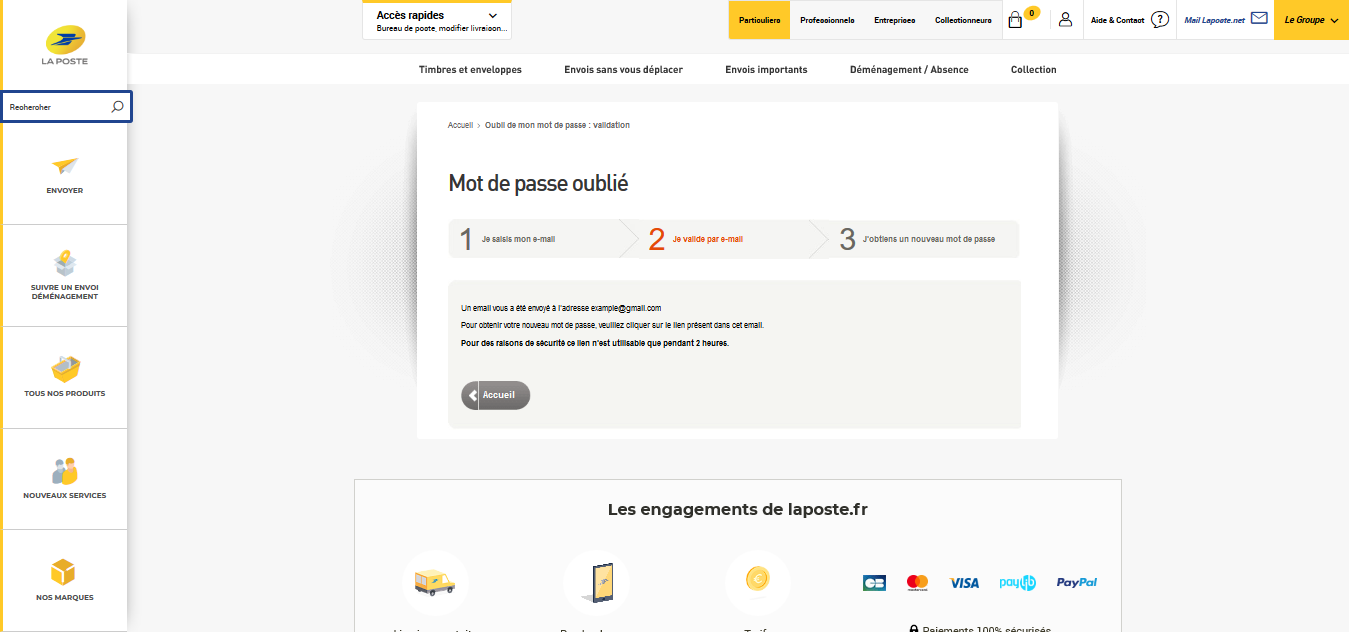 LA POSTE
Rechercher
ENVOYER
SUIVRE UN ENVOI
DÉMÉNAGEMENT
TOUS NOS PRODUITS
NOUVEAUX SERVICES
NOS MARQUES
Accès rapides
Bureau de poste, modifier livraison...
Particuliers
Professionnels
Entreprises
Collectionneurs
0
Aide & Contact
?
Mail Laposte.net
Le Groupe
Timbres et enveloppes
Envois sans vous déplacer
Envois importants
Déménagement / Absence
Collection
Accueil > Oubli de mon mot de passe : validation
Mot de passe oublié
1 Je saisis mon e-mail
2 Je valide par e-mail
3 J'obtiens un nouveau mot de passe
Un email vous a été envoyé à l'adresse example@gmail.com
Pour obtenir votre nouveau mot de passe, veuillez cliquer sur le lien présent dans cet email.
Pour des raisons de sécurité ce lien n'est utilisable que pendant 2 heures.
Accueil
Les engagements de laposte.fr
CB
mastercard
VISA
paylib
PayPal
Paiements 100% sécurisés